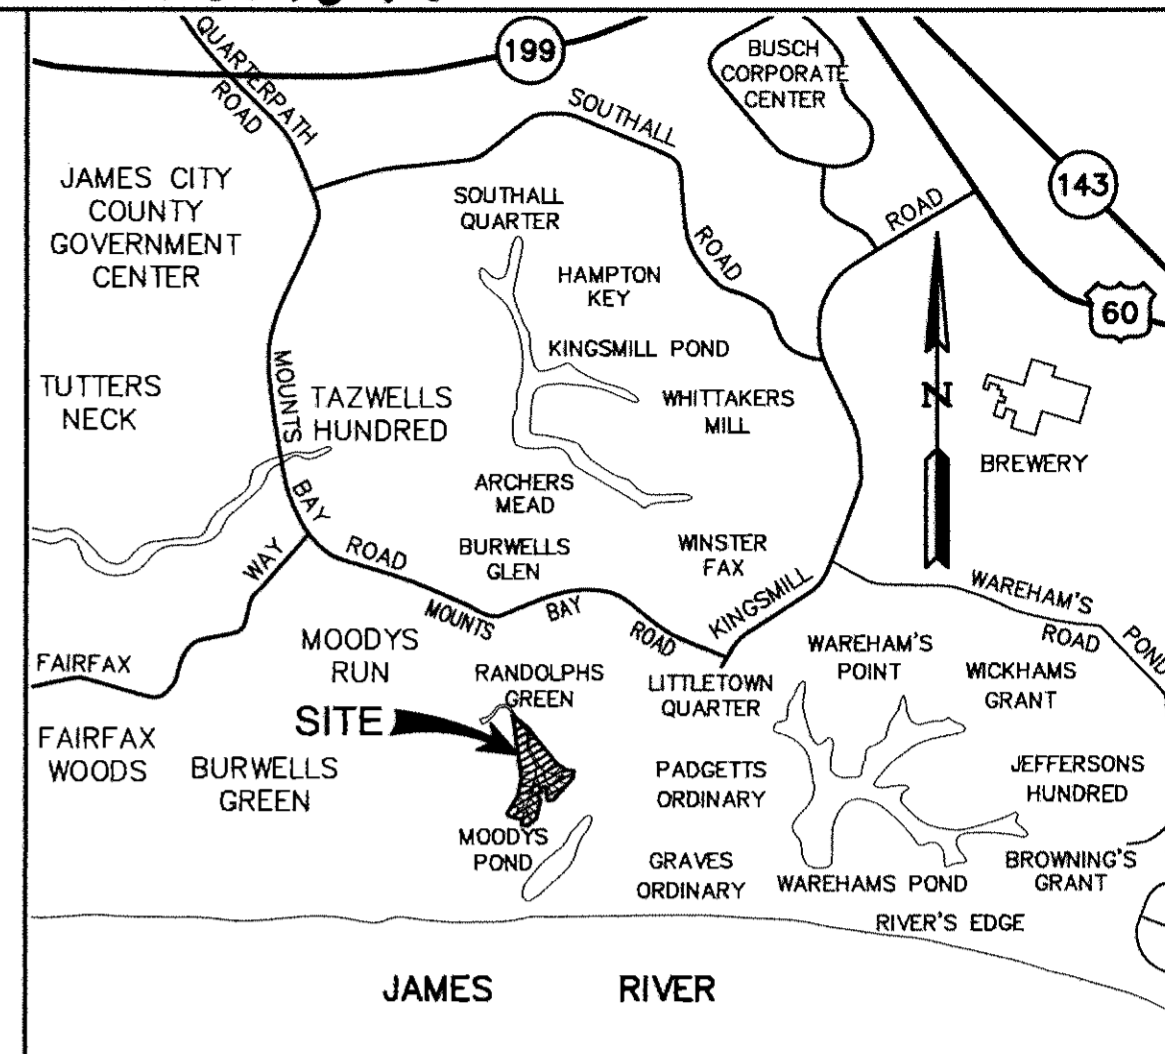 QUARTERPATH
ROAD
199
BUSCH
CORPORATE
CENTER
SOUTHALL
ROAD
143
ROAD
60
JAMES CITY
COUNTY
GOVERNMENT
CENTER
SOUTHALL
QUARTER
HAMPTON
KEY
KINGSMILL POND
WHITTAKERS
MILL
N
BREWERY
TUTTERS
NECK
MOUNTS
BAY
ROAD
TAZWELLS
HUNDRED
ARCHERS
MEAD
BURWELLS
GLEN
WINSTER
FAX
WAY
FAIRFAX
MOUNTS
BAY
ROAD
KINGSMILL
WAREHAM'S
POND
ROAD
MOODYS
RUN
RANDOLPHS
GREEN
LITTLETOWN
QUARTER
WAREHAM'S
POINT
WICKHAMS
GRANT
SITE
FAIRFAX
WOODS
BURWELLS
GREEN
PADGETTS
ORDINARY
JEFFERSONS
HUNDRED
MOODYS
POND
GRAVES
ORDINARY
WAREHAMS POND
BROWNING'S
GRANT
RIVER'S EDGE
JAMES RIVER